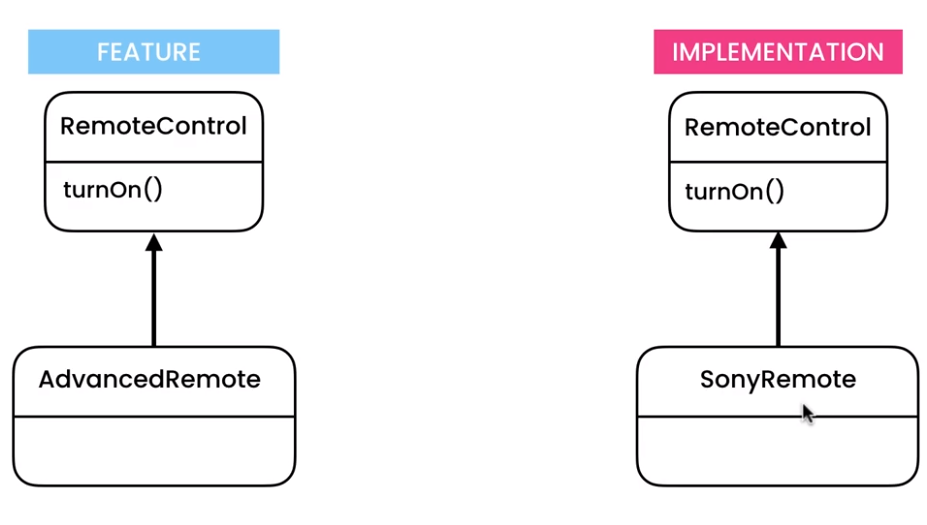 FEATURE
RemoteControl
turnOn()
AdvancedRemote
IMPLEMENTATION
RemoteControl
turnOn()
SonyRemote